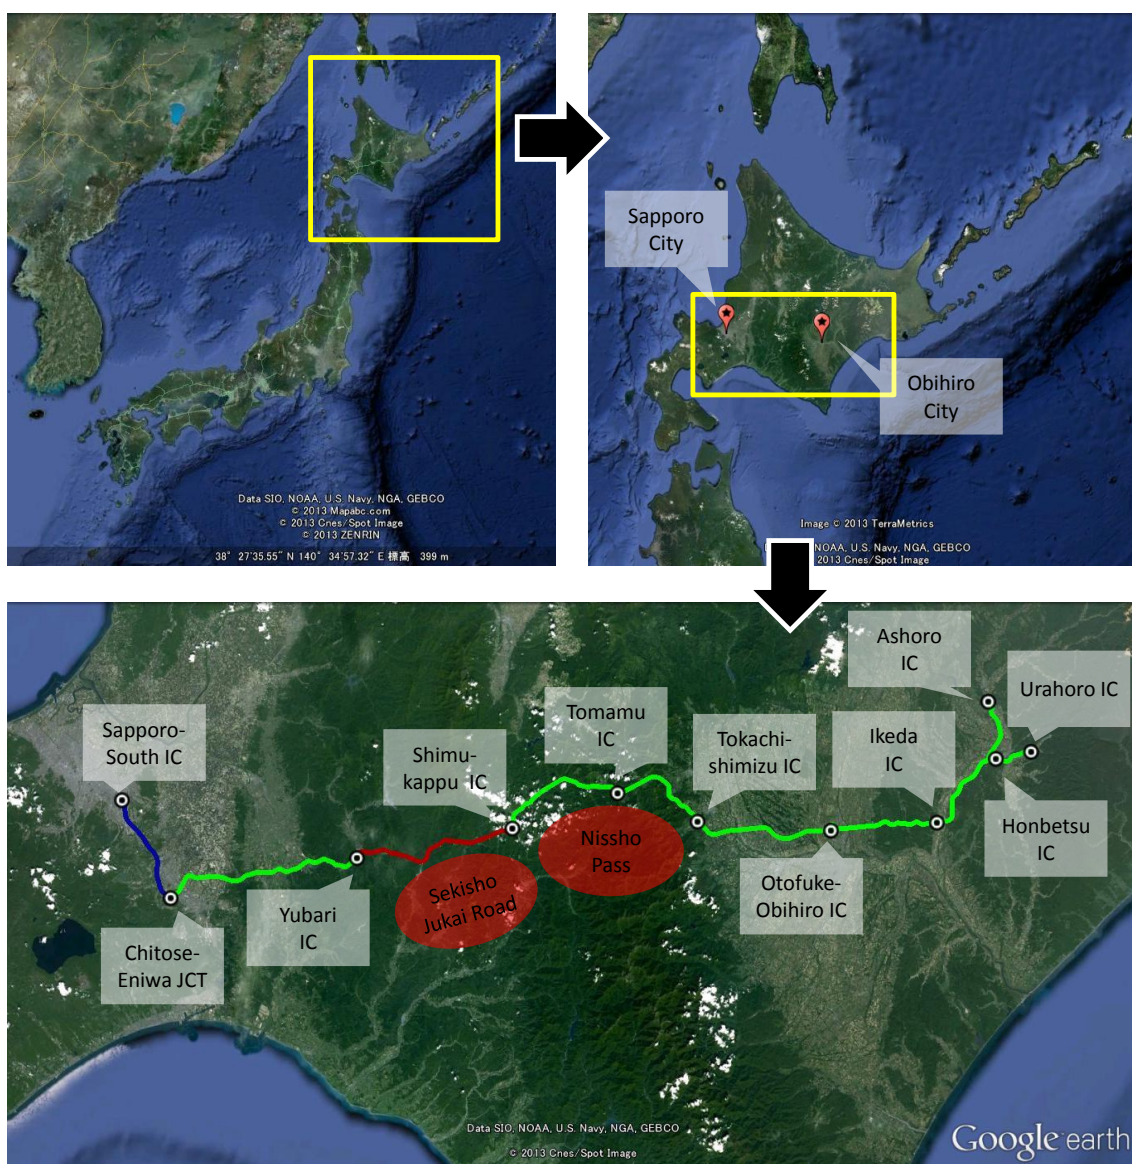 Data SIO, NOAA, U.S. Navy, NGA, GEBCO
© 2013 Mapabc.com
© 2013 Cnes/Spot Image
© 2013 ZENRIN
38° 27'35.55" N 140° 34'57.32" E 標高 399 m
Sapporo
City
Obihiro
City
Image © 2013 TerraMetrics
NOAA, U.S. Navy, NGA, GEBCO
2013 Cnes/Spot Image
Ashoro
IC
Urahoro IC
Tomamu
IC
Sapporo-
South IC
Shimu-
kappu IC
Tokachi-
shimizu IC
Ikeda
IC
Nissho
Pass
Honbetsu
IC
Sekisho
Jukai Road
Otofuke-
Obihiro IC
Yubari
IC
Chitose-
Eniwa JCT
Data SIO, NOAA, U.S. Navy, NGA, GEBCO
© 2013 Cnes/Spot Image
Google earth